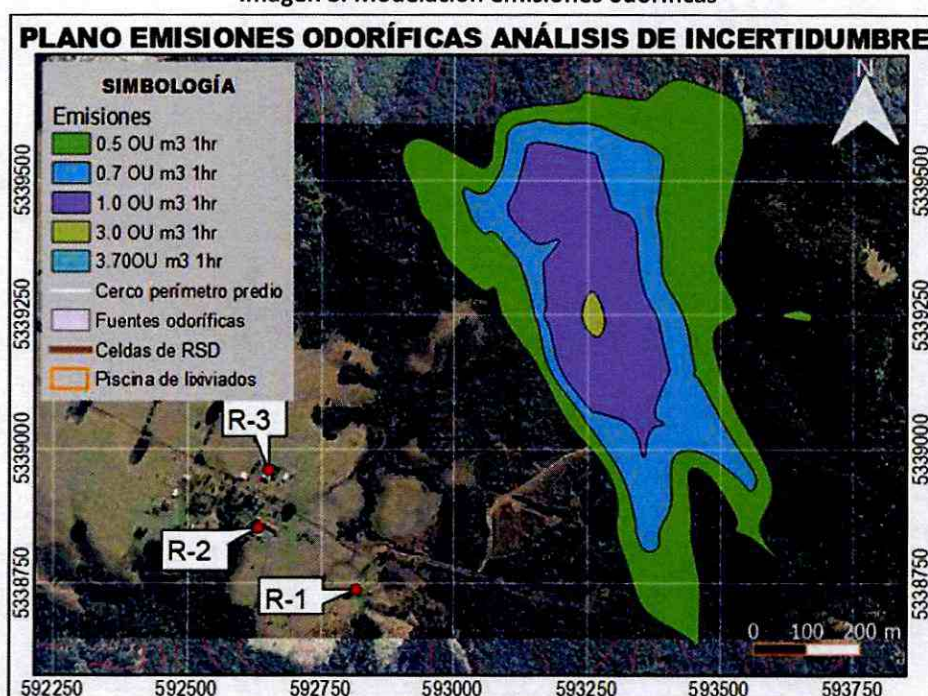 Imagen 5. Modelación emisiones odoríficas
PLANO EMISIONES ODORÍFICAS ANÁLISIS DE INCERTIDUMBRE
SIMBOLOGÍA
Emisiones
0.5 OU m3 1hr
0.7 OU m3 1hr
1.0 OU m3 1hr
3.0 OU m3 1hr
3.70OU m3 1hr
Cerco perímetro predio
Fuentes odoríficas
Celdas de RSD
Piscina de lixiviados
N
5339500
5339250
5339000
5338750
5339500
5339250
5339000
5338750
R-3
R-2
R-1
0 100 200 m
592250 592500 592750 593000 593250 593500 593750